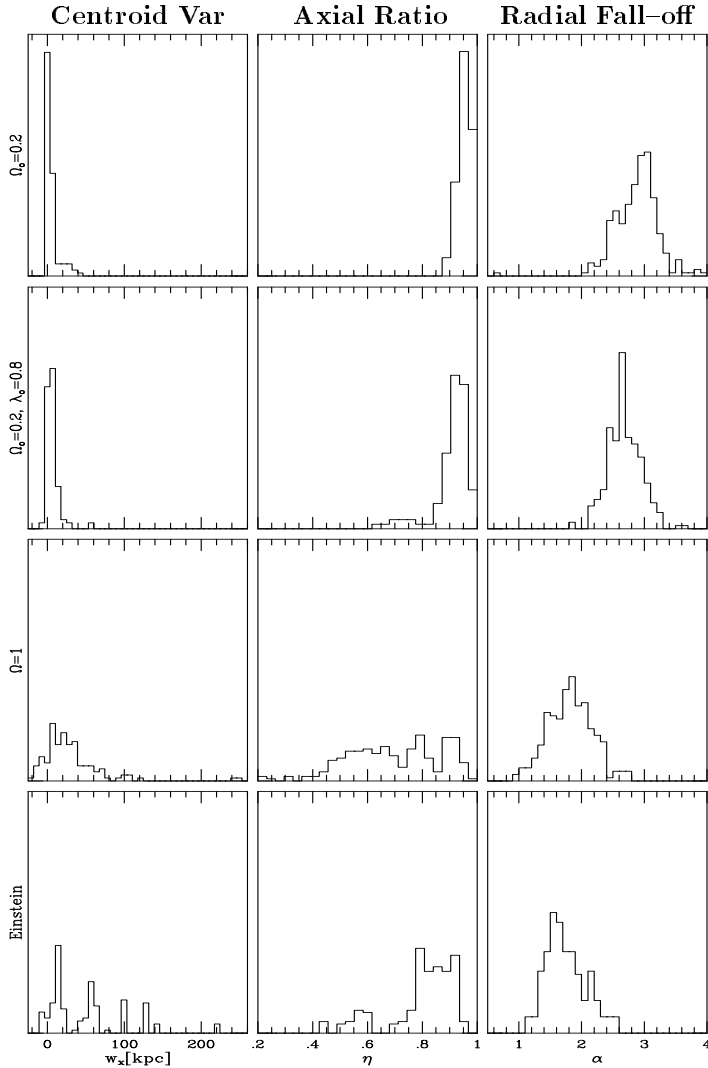 Centroid Var Axial Ratio Radial Fall–off
Ω₀=0.2
Ω₀=0.2, λ₀=0.8
Ω=1
Einstein
0 100 200 .2 .4 .6 .8 1 1 2 3 4
wₓ[kpc] η α